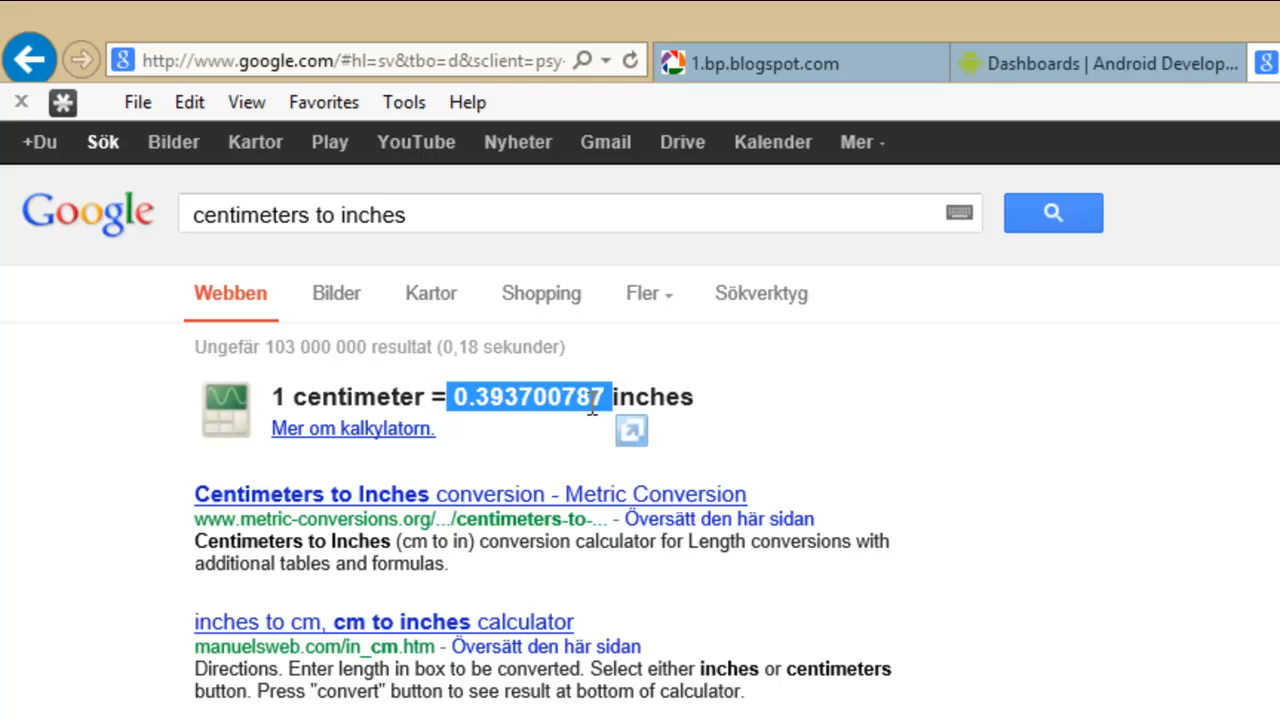 http://www.google.com/#hl=sv&tbo=d&sclient=psy- 1.bp.blogspot.com Dashboards | Android Develop...
File Edit View Favorites Tools Help
+Du Sök Bilder Kartor Play YouTube Nyheter Gmail Drive Kalender Mer
Google centimeters to inches
Webben Bilder Kartor Shopping Fler Sökverktyg
Ungefär 103 000 000 resultat (0,18 sekunder)
1 centimeter = 0.393700787 inches
Mer om kalkylatorn.
Centimeters to Inches conversion - Metric Conversion
www.metric-conversions.org/.../centimeters-to-... - Översätt den här sidan
Centimeters to Inches (cm to in) conversion calculator for Length conversions with
additional tables and formulas.
inches to cm, cm to inches calculator
manuelsweb.com/in_cm.htm - Översätt den här sidan
Directions. Enter length in box to be converted. Select either inches or centimeters
button. Press "convert" button to see result at bottom of calculator.